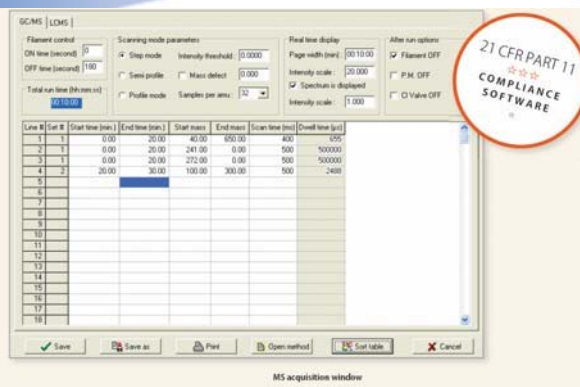 GC/MS LCMS
Filament control
ON time (second) 0
OFF time (second) 180
Total run time (hh:mm:ss)
00:10:00
Scanning mode parameters
Step mode Intensity threshold: 0.0000
Semi profile Mass defect 0.000
Profile mode Samples per amu: 32
Real time display
Page width (min): 00:10:00
Intensity scale: 20.000
Spectrum is displayed
Intensity scale: 1.000
After run options
Filament OFF
P.M. OFF
CI Valve OFF
21 CFR PART 11
COMPLIANCE
SOFTWARE
Line # Set # Start time (min.) End time (min.) Start mass End mass Scan time (ms) Dwell time (µs)
1 1 0.00 20.00 40.00 650.00 400 655
2 1 0.00 20.00 241.00 0.00 500 500000
3 1 0.00 20.00 272.00 0.00 500 500000
4 2 20.00 30.00 100.00 300.00 500 2488
5
6
7
8
9
10
11
12
13
14
15
16
17
18
Save Save as Print Open method Sort table Cancel
MS acquisition window